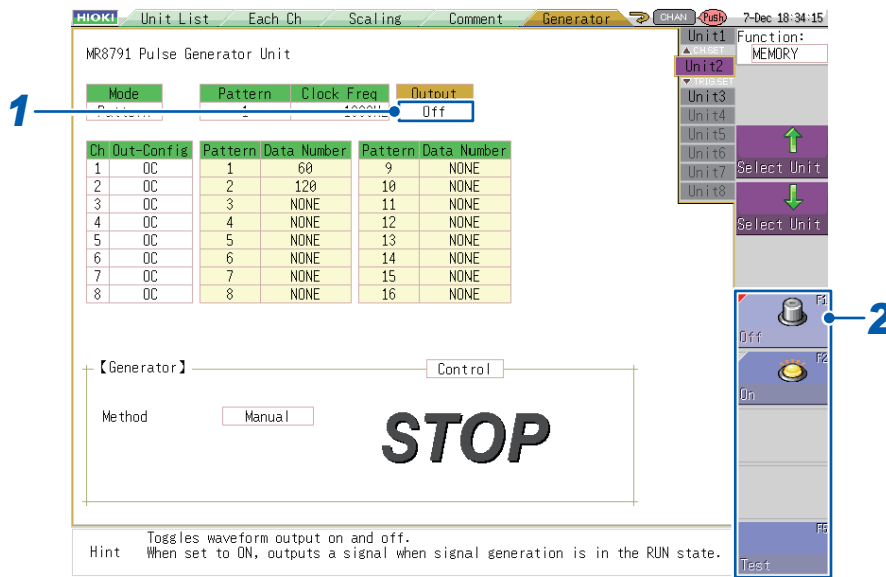 HIOKI Unit List Each Ch Scaling Comment Generator CHAN Push 7-Dec 18:34:15
Unit1 Function:
▲CHSET MEMORY
MR8791 Pulse Generator Unit
Unit2
▼TRIGSET
Mode Pattern Clock Freq Output
Unit3
1 Pattern 1 1000Hz Off
Unit4
Unit5
Ch Out-Config Pattern Data Number Pattern Data Number
Unit6
1 OC 1 60 9 NONE
Unit7 Select Unit
2 OC 2 120 10 NONE
Unit8
3 OC 3 NONE 11 NONE
4 OC 4 NONE 12 NONE
Select Unit
5 OC 5 NONE 13 NONE
6 OC 6 NONE 14 NONE
7 OC 7 NONE 15 NONE
8 OC 8 NONE 16 NONE
F1
2
Off
F2
【Generator】 Control
On
Method Manual
STOP
F5
Toggles waveform output on and off.
Hint When set to ON, outputs a signal when signal generation is in the RUN state.
Test